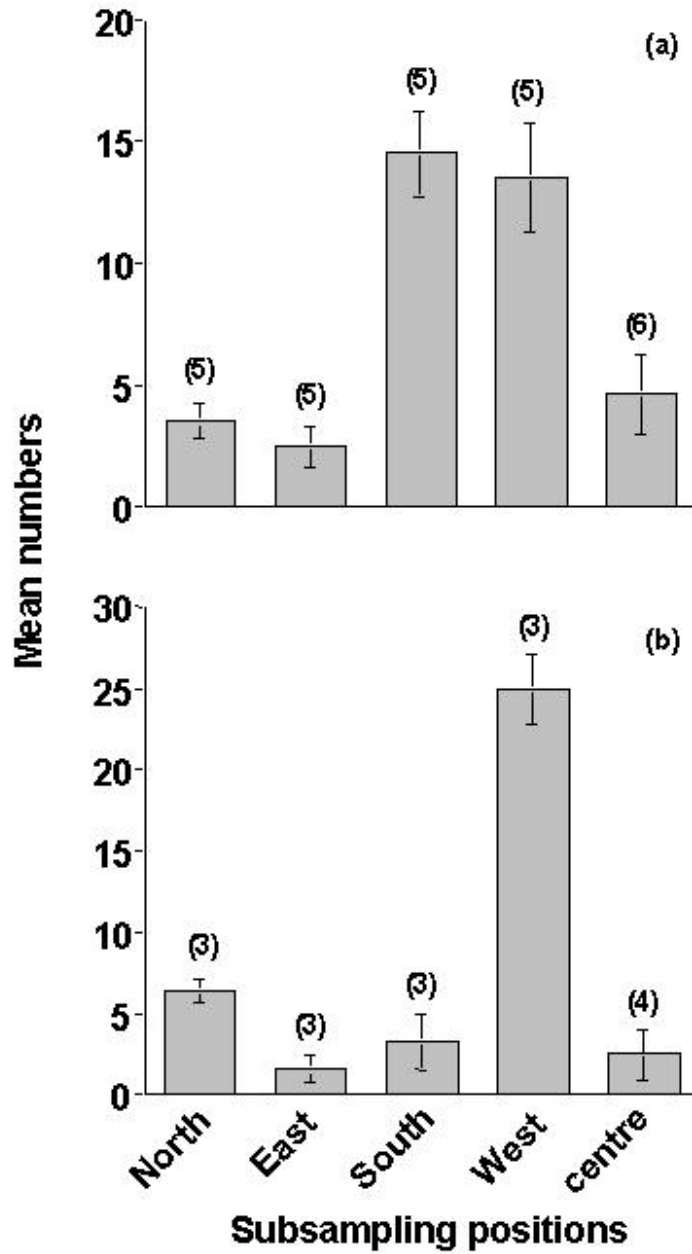 20
(a)
(5)
(5)
15
10
(6)
(5)
(5)
5
0
Mean numbers
30
(3)
(b)
25
20
15
10
(3)
(3)
(4)
(3)
5
0
North
East
South
West
centre
Subsampling positions